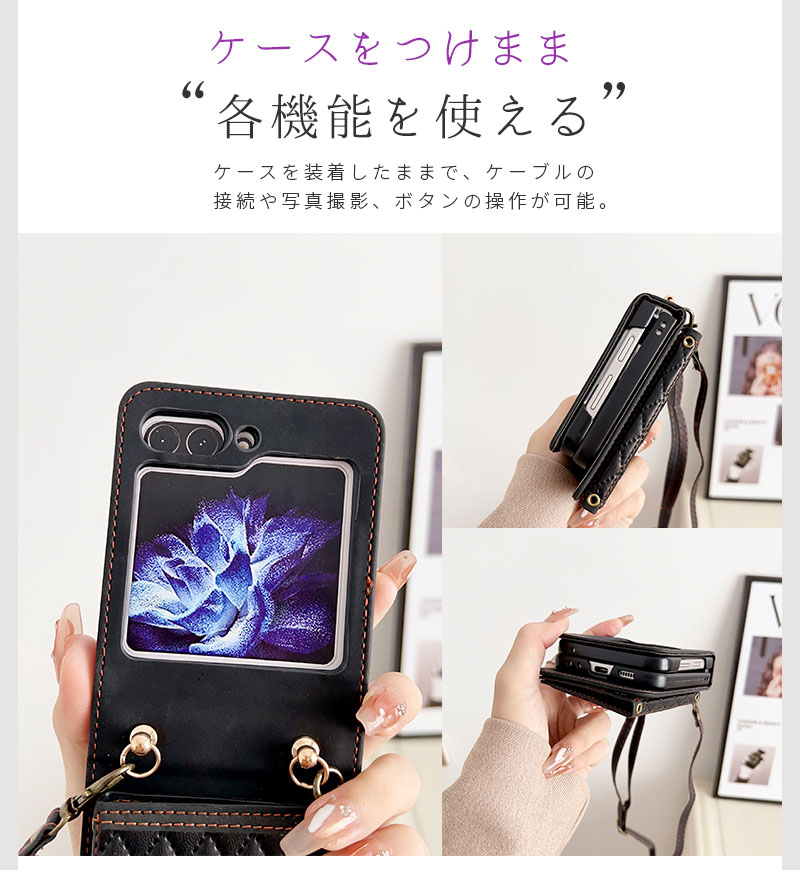 ケースをつけまま
“各機能を使える”
ケースを装着したままで、ケーブルの
接続や写真撮影、ボタンの操作が可能。